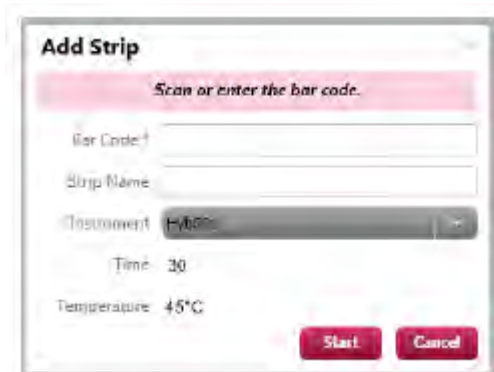 Add Strip
Scan or enter the bar code.
Bar Code *
Strip Name
Instrument
Time 30
Temperature 45°C
Start Cancel